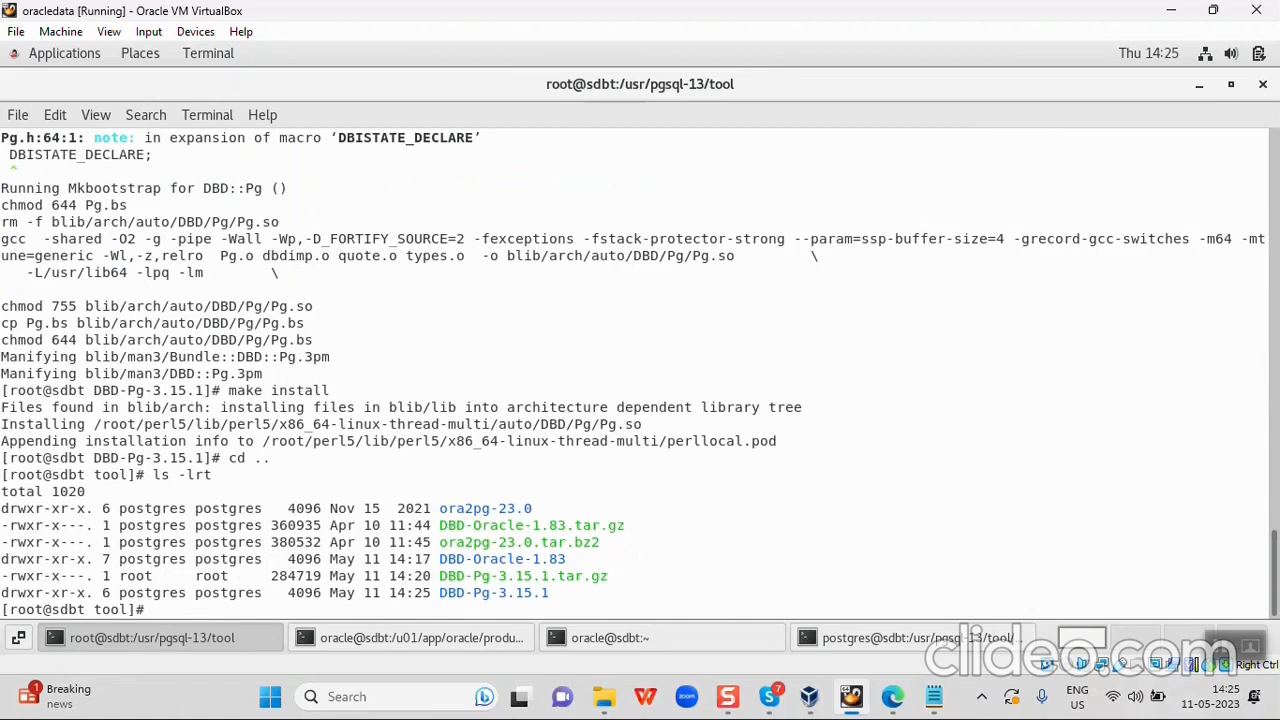 oracledata [Running] - Oracle VM VirtualBox
File Machine View Input Devices Help
Applications Places Terminal Thu 14:25
root@sdbt:/usr/pgsql-13/tool
File Edit View Search Terminal Help
Pg.h:64:1: note: in expansion of macro ‘DBISTATE_DECLARE’
DBISTATE_DECLARE;
^
Running Mkbootstrap for DBD::Pg ()
chmod 644 Pg.bs
rm -f blib/arch/auto/DBD/Pg/Pg.so
gcc  -shared -O2 -g -pipe -Wall -Wp,-D_FORTIFY_SOURCE=2 -fexceptions -fstack-protector-strong --param=ssp-buffer-size=4 -grecord-gcc-switches -m64 -mt
une=generic -Wl,-z,relro  Pg.o dbdimp.o quote.o types.o  -o blib/arch/auto/DBD/Pg/Pg.so         \
   -L/usr/lib64 -lpq -lm        \
chmod 755 blib/arch/auto/DBD/Pg/Pg.so
cp Pg.bs blib/arch/auto/DBD/Pg/Pg.bs
chmod 644 blib/arch/auto/DBD/Pg/Pg.bs
Manifying blib/man3/Bundle::DBD::Pg.3pm
Manifying blib/man3/DBD::Pg.3pm
[root@sdbt DBD-Pg-3.15.1]# make install
Files found in blib/arch: installing files in blib/lib into architecture dependent library tree
Installing /root/perl5/lib/perl5/x86_64-linux-thread-multi/auto/DBD/Pg/Pg.so
Appending installation info to /root/perl5/lib/perl5/x86_64-linux-thread-multi/perllocal.pod
[root@sdbt DBD-Pg-3.15.1]# cd ..
[root@sdbt tool]# ls -lrt
total 1020
drwxr-xr-x. 6 postgres postgres   4096 Nov 15  2021 ora2pg-23.0
-rwxr-x---. 1 postgres postgres 360935 Apr 10 11:44 DBD-Oracle-1.83.tar.gz
-rwxr-x---. 1 postgres postgres 380532 Apr 10 11:45 ora2pg-23.0.tar.bz2
drwxr-xr-x. 7 postgres postgres   4096 May 11 14:17 DBD-Oracle-1.83
-rwxr-x---. 1 root     root     284719 May 11 14:20 DBD-Pg-3.15.1.tar.gz
drwxr-xr-x. 6 postgres postgres   4096 May 11 14:25 DBD-Pg-3.15.1
[root@sdbt tool]#
root@sdbt:/usr/pgsql-13/tool oracle@sdbt:/u01/app/oracle/produ... oracle@sdbt:~ postgres@sdbt:/usr/pgsql-13/tool/...
clideo.com
Right Ctrl
1 Breaking news
Search
7
ENG US
14:25
11-05-2023